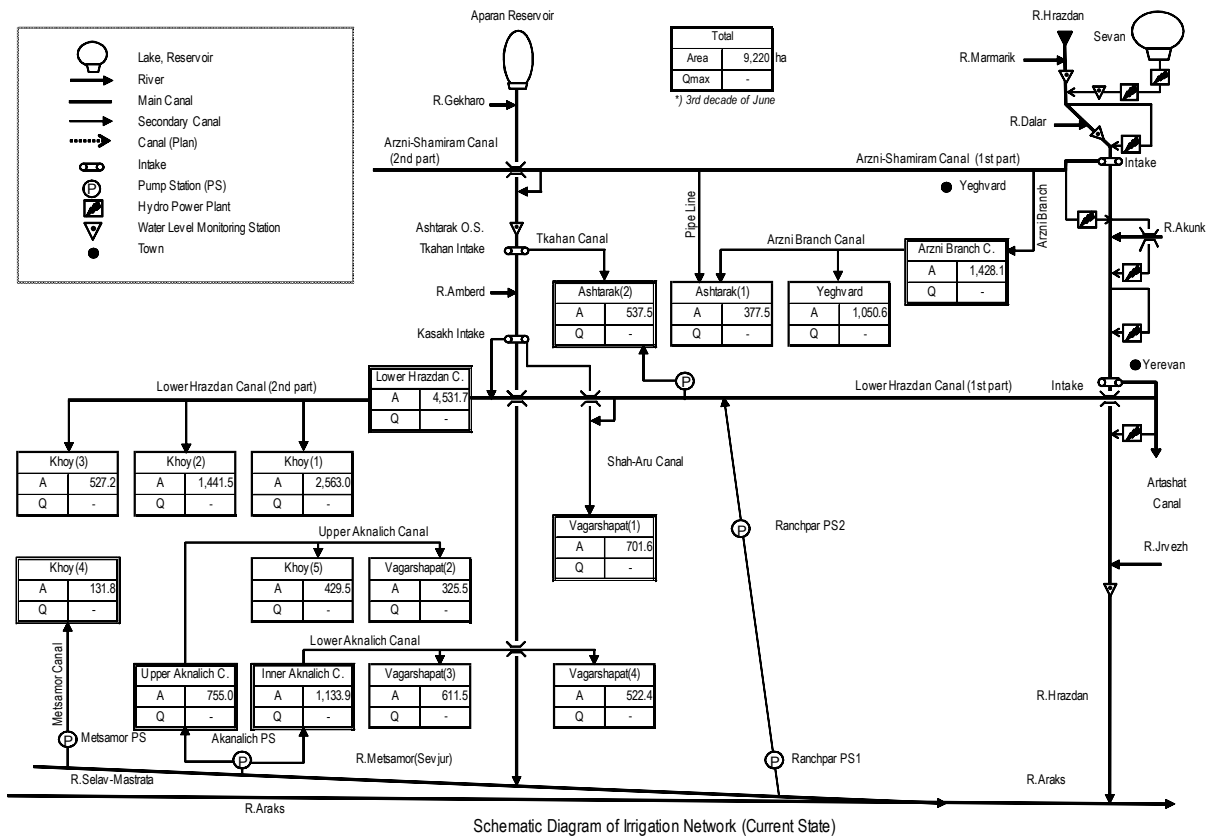 Aparan Reservoir
R.Hrazdan
Sevan
Total
Area 9,220 ha
Qmax -
*) 3rd decade of June
Lake, Reservoir
River
Main Canal
Secondary Canal
Canal (Plan)
Intake
P Pump Station (PS)
Hydro Power Plant
Water Level Monitoring Station
Town
R.Marmarik
R.Gekharo
R.Dalar
Arzni-Shamiram Canal
(2nd part)
Arzni-Shamiram Canal (1st part)
Intake
Yeghvard
Pipe Line
Arzni Branch
Ashtarak O.S.
Tkahan Intake
Tkahan Canal
Arzni Branch Canal
R.Akunk
Arzni Branch C.
A 1,428.1
Q -
R.Amberd
Ashtarak(2)
A 537.5
Q -
Ashtarak(1)
A 377.5
Q -
Yeghvard
A 1,050.6
Q -
Kasakh Intake
Yerevan
P
Lower Hrazdan Canal (2nd part)
Lower Hrazdan C.
A 4,531.7
Q -
Lower Hrazdan Canal (1st part)
Intake
Khoy(3)
A 527.2
Q -
Khoy(2)
A 1,441.5
Q -
Khoy(1)
A 2,563.0
Q -
Shah-Aru Canal
Artashat
Canal
Vagarshapat(1)
A 701.6
Q -
P
Ranchpar PS2
Upper Aknalich Canal
R.Jrvezh
Khoy(4)
A 131.8
Q -
Khoy(5)
A 429.5
Q -
Vagarshapat(2)
A 325.5
Q -
Metsamor Canal
Lower Aknalich Canal
Upper Aknalich C.
A 755.0
Q -
Inner Aknalich C.
A 1,133.9
Q -
Vagarshapat(3)
A 611.5
Q -
Vagarshapat(4)
A 522.4
Q -
R.Hrazdan
P Metsamor PS
Akanalich PS
P
R.Metsamor(Sevjur)
P
Ranchpar PS1
R.Selav-Mastrata
R.Araks
R.Araks
Schematic Diagram of Irrigation Network (Current State)